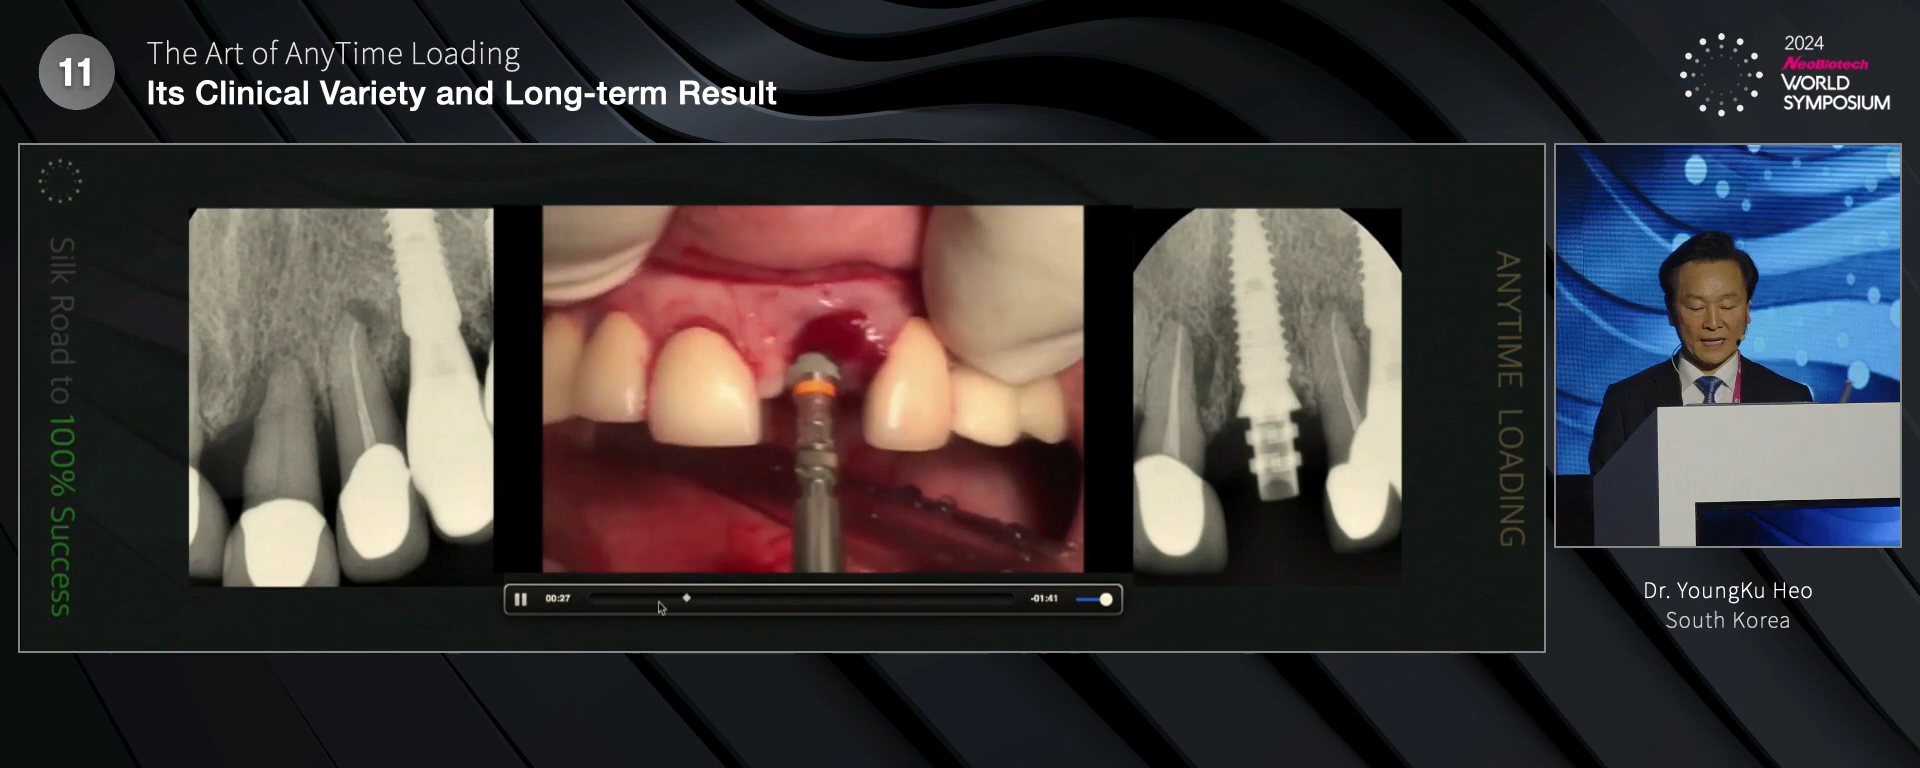 11
The Art of AnyTime Loading
Its Clinical Variety and Long-term Result
2024
NeoBiotech
WORLD
SYMPOSIUM
Silk Road to 100% Success
ANYTIME LOADING
00:27
-01:41
Dr. YoungKu Heo
South Korea